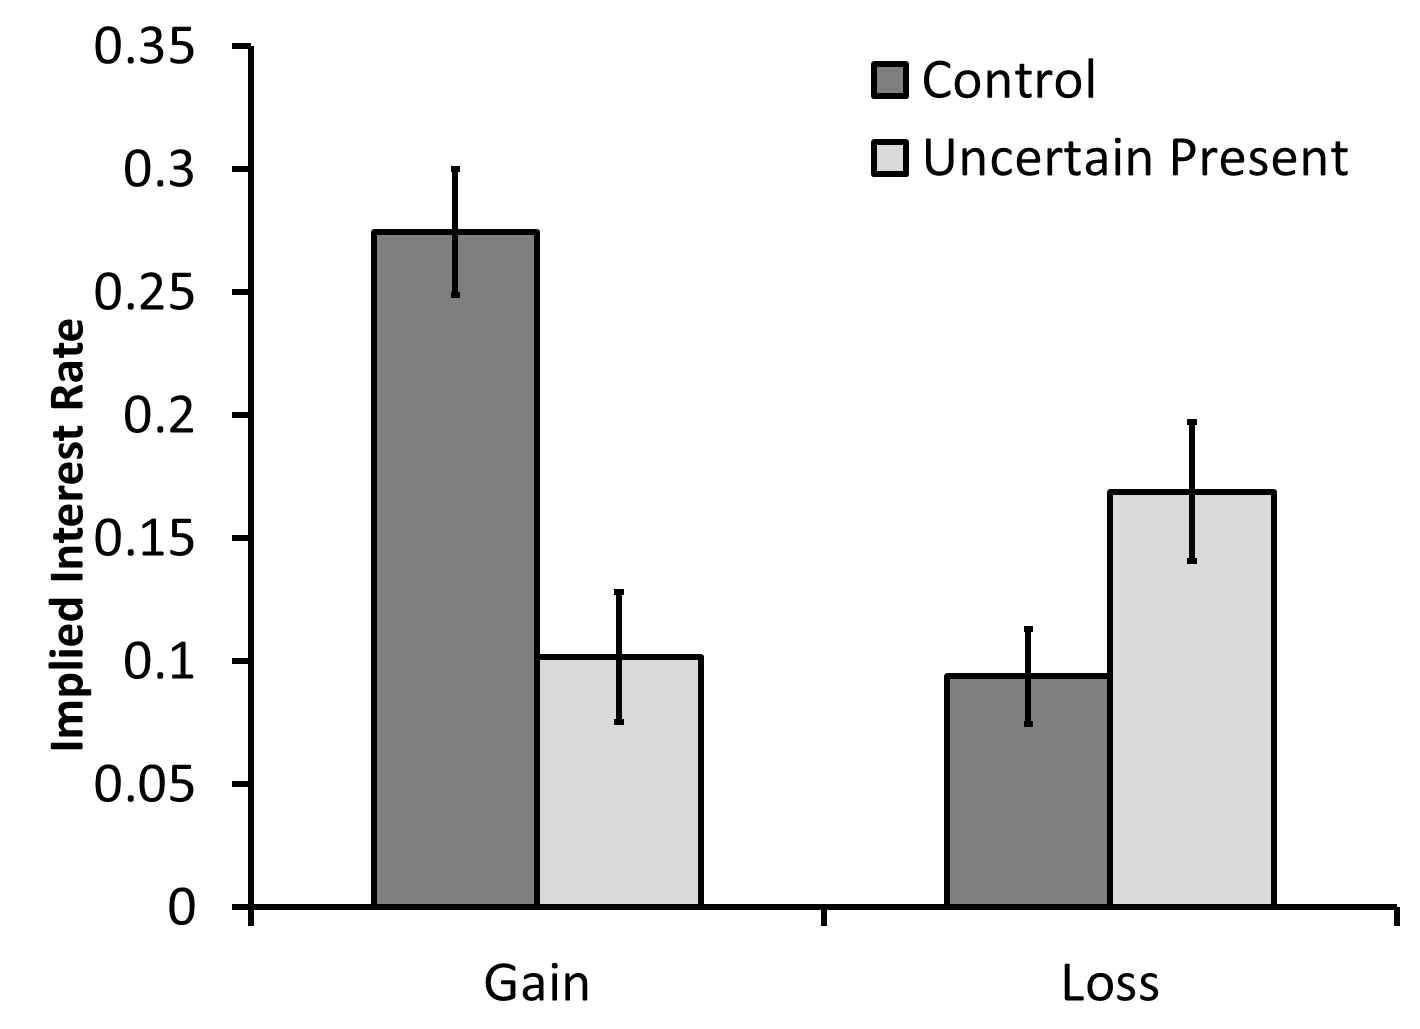 0.35
0.3
0.25
0.2
0.15
0.1
0.05
0
Implied Interest Rate
Control
Uncertain Present
Gain
Loss